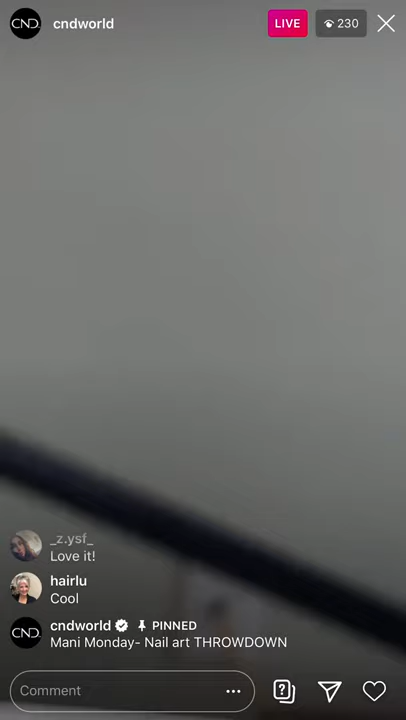 CND
cndworld
LIVE
230
_z.ysf_
Love it!
hairlu
Cool
CND
cndworld PINNED
Mani Monday- Nail art THROWDOWN
Comment